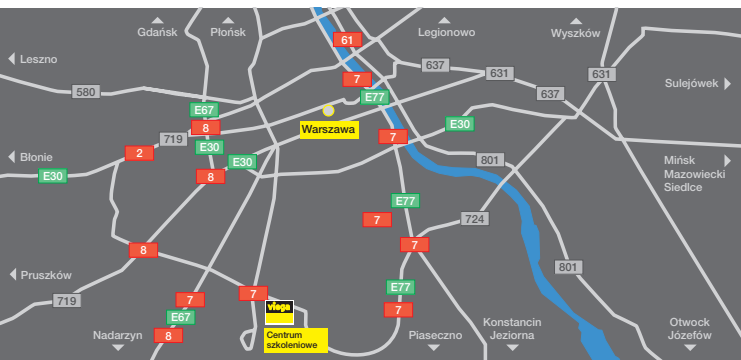 Gdańsk
Płońsk
Legionowo
Wyszków
61
Leszno
637
631
631
7
Sulejówek
580
E77
637
E67
8
Warszawa
E30
719
7
E30
2
E30
801
Błonie
Mińsk
Mazowiecki
Siedlce
E30
8
E77
7
724
7
8
801
Pruszków
E77
7
7
719
viega
7
E67
8
Centrum
szkoleniowe
Nadarzyn
Piaseczno
Konstancin
Jeziorna
Otwock
Józefów